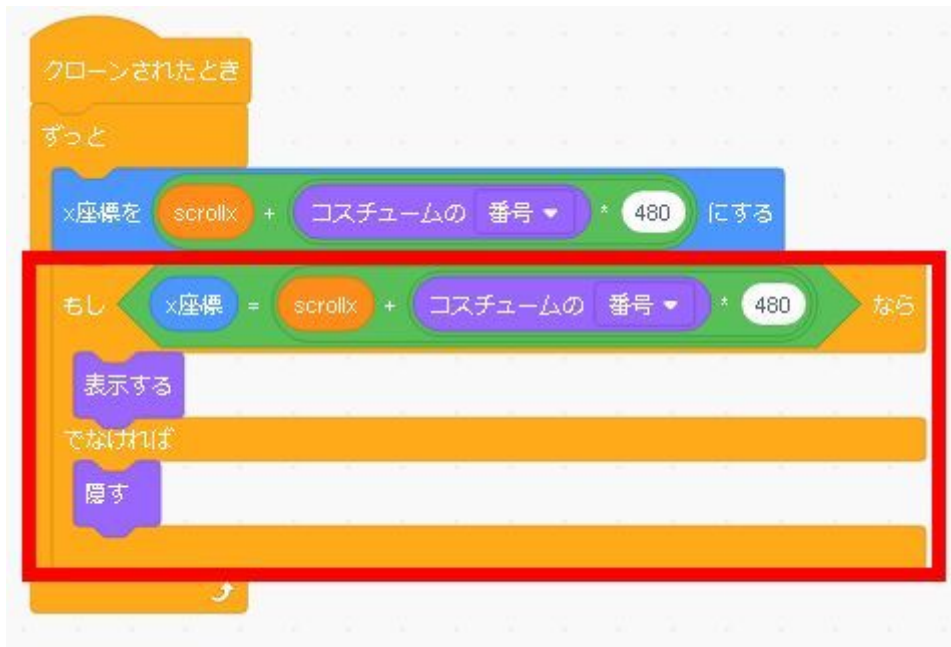 クローンされたとき
ずっと
x座標を scrollx + コスチュームの 番号 * 480 にする
もし x座標 = scrollx + コスチュームの 番号 * 480 なら
表示する
でなければ
隠す